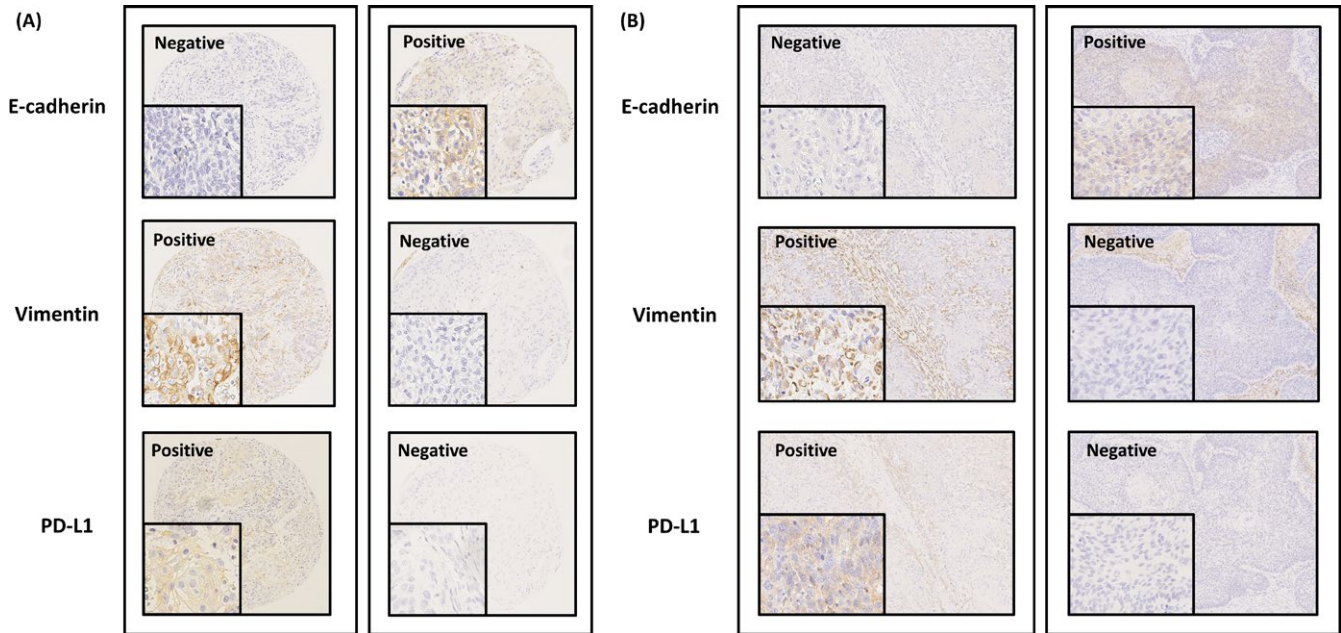 (A)
(B)
Negative
Positive
Negative
Positive
E-cadherin
E-cadherin
Positive
Negative
Positive
Negative
Vimentin
Vimentin
Positive
Negative
Positive
Negative
PD-L1
PD-L1